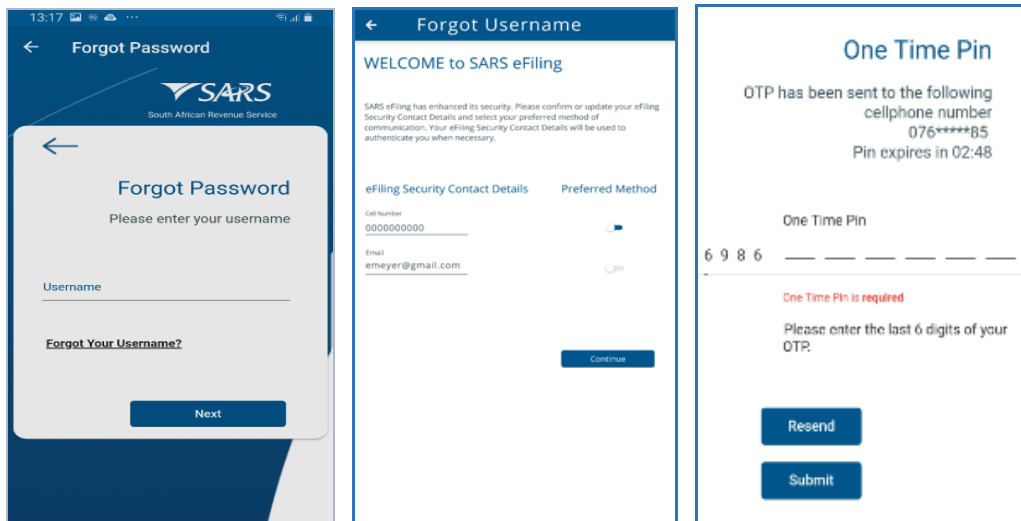 13:17
Forgot Password
SARS
South African Revenue Service
Forgot Password
Please enter your username
Username
Forgot Your Username?
Next
Forgot Username
WELCOME to SARS eFiling
SARS eFiling has enhanced its security. Please confirm or update your eFiling
Security Contact Details and select your preferred method of
communication. Your eFiling Security Contact Details will be used to
authenticate you when necessary.
eFiling Security Contact Details Preferred Method
Cell Number
0000000000
Email
emeyer@gmail.com
Continue
One Time Pin
OTP has been sent to the following
cellphone number
076*****85
Pin expires in 02:48
One Time Pin
6 9 8 6
One Time Pin is required
Please enter the last 6 digits of your
OTP.
Resend
Submit